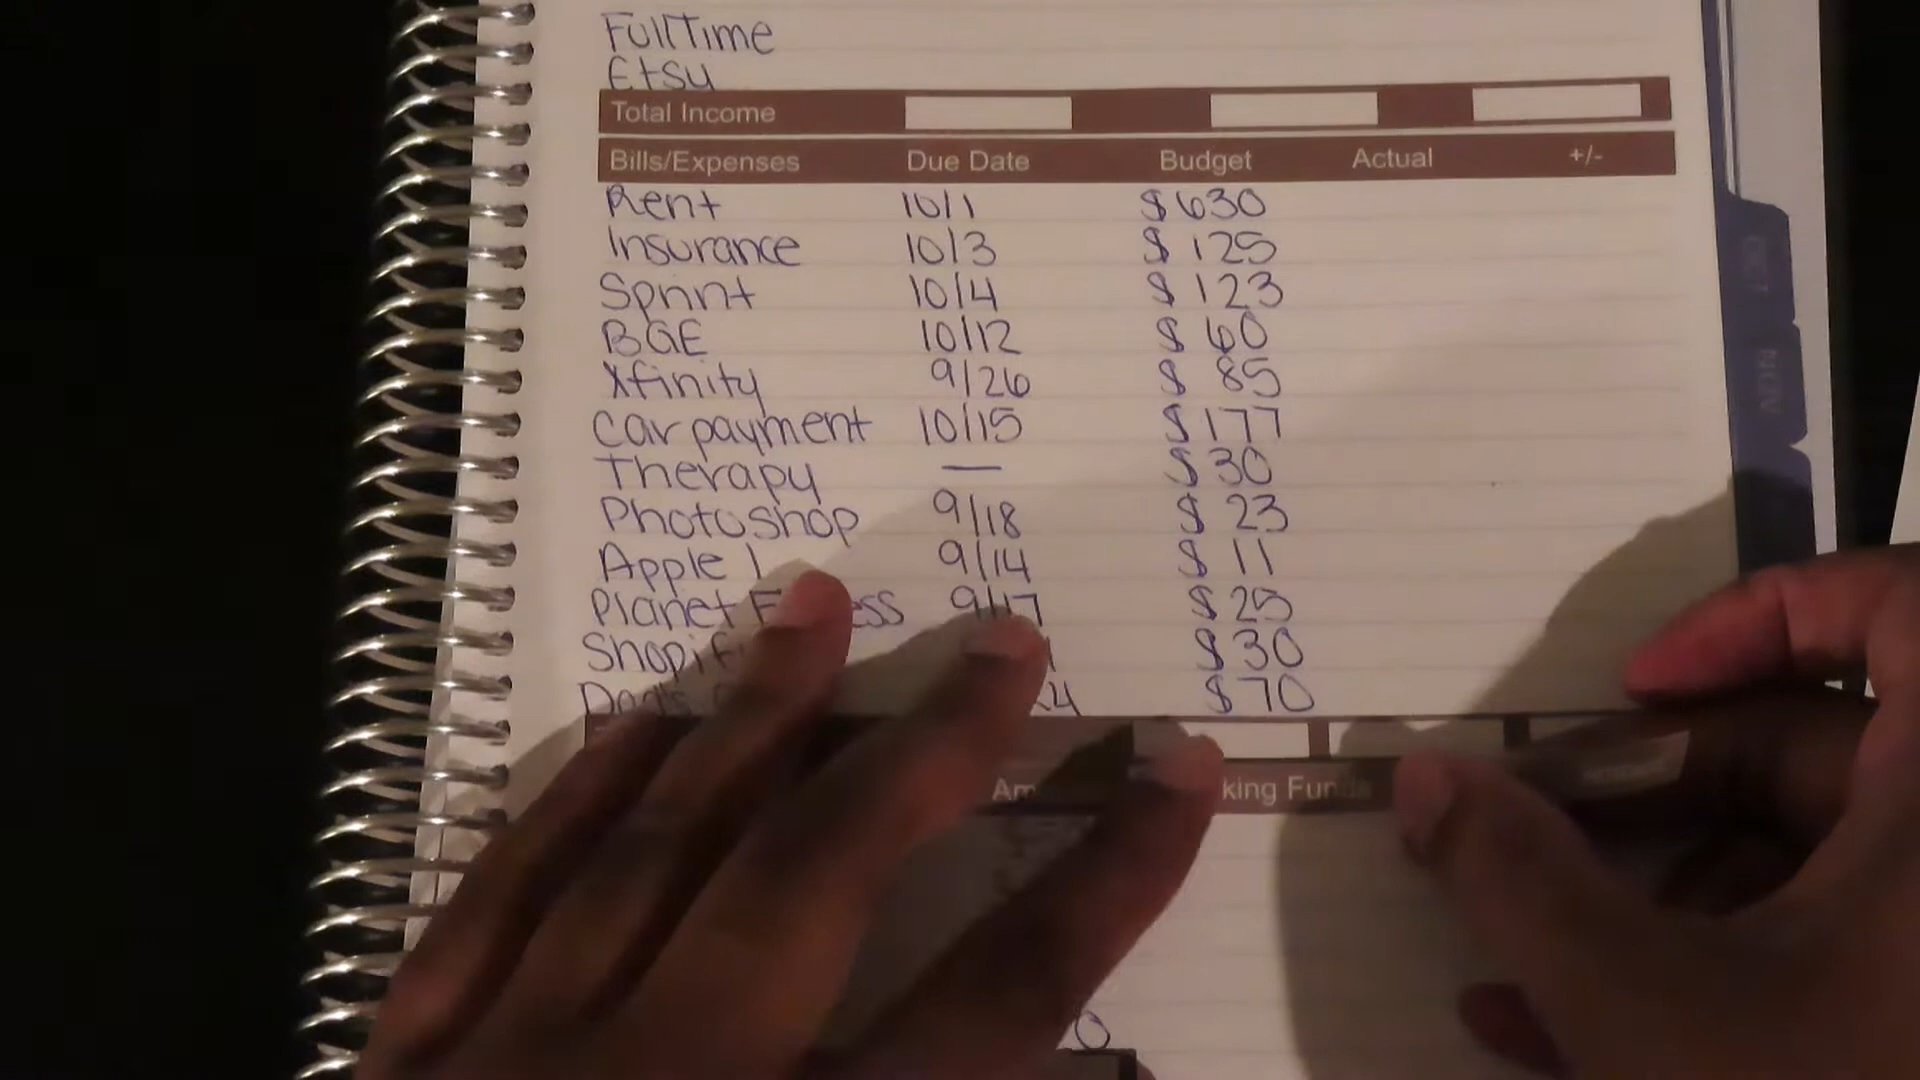 FullTime
Etsy
Total Income
Bills/Expenses Due Date Budget Actual +/-
Rent 10/1 $630
Insurance 10/3 $125
Sprint 10/4 $123
BGE 10/12 $60
Xfinity 9/26 $85
Car payment 10/15 $177
Therapy — $30
Photoshop 9/18 $23
Apple 9/14 $11
Planet 9/17 $25
$30
$70